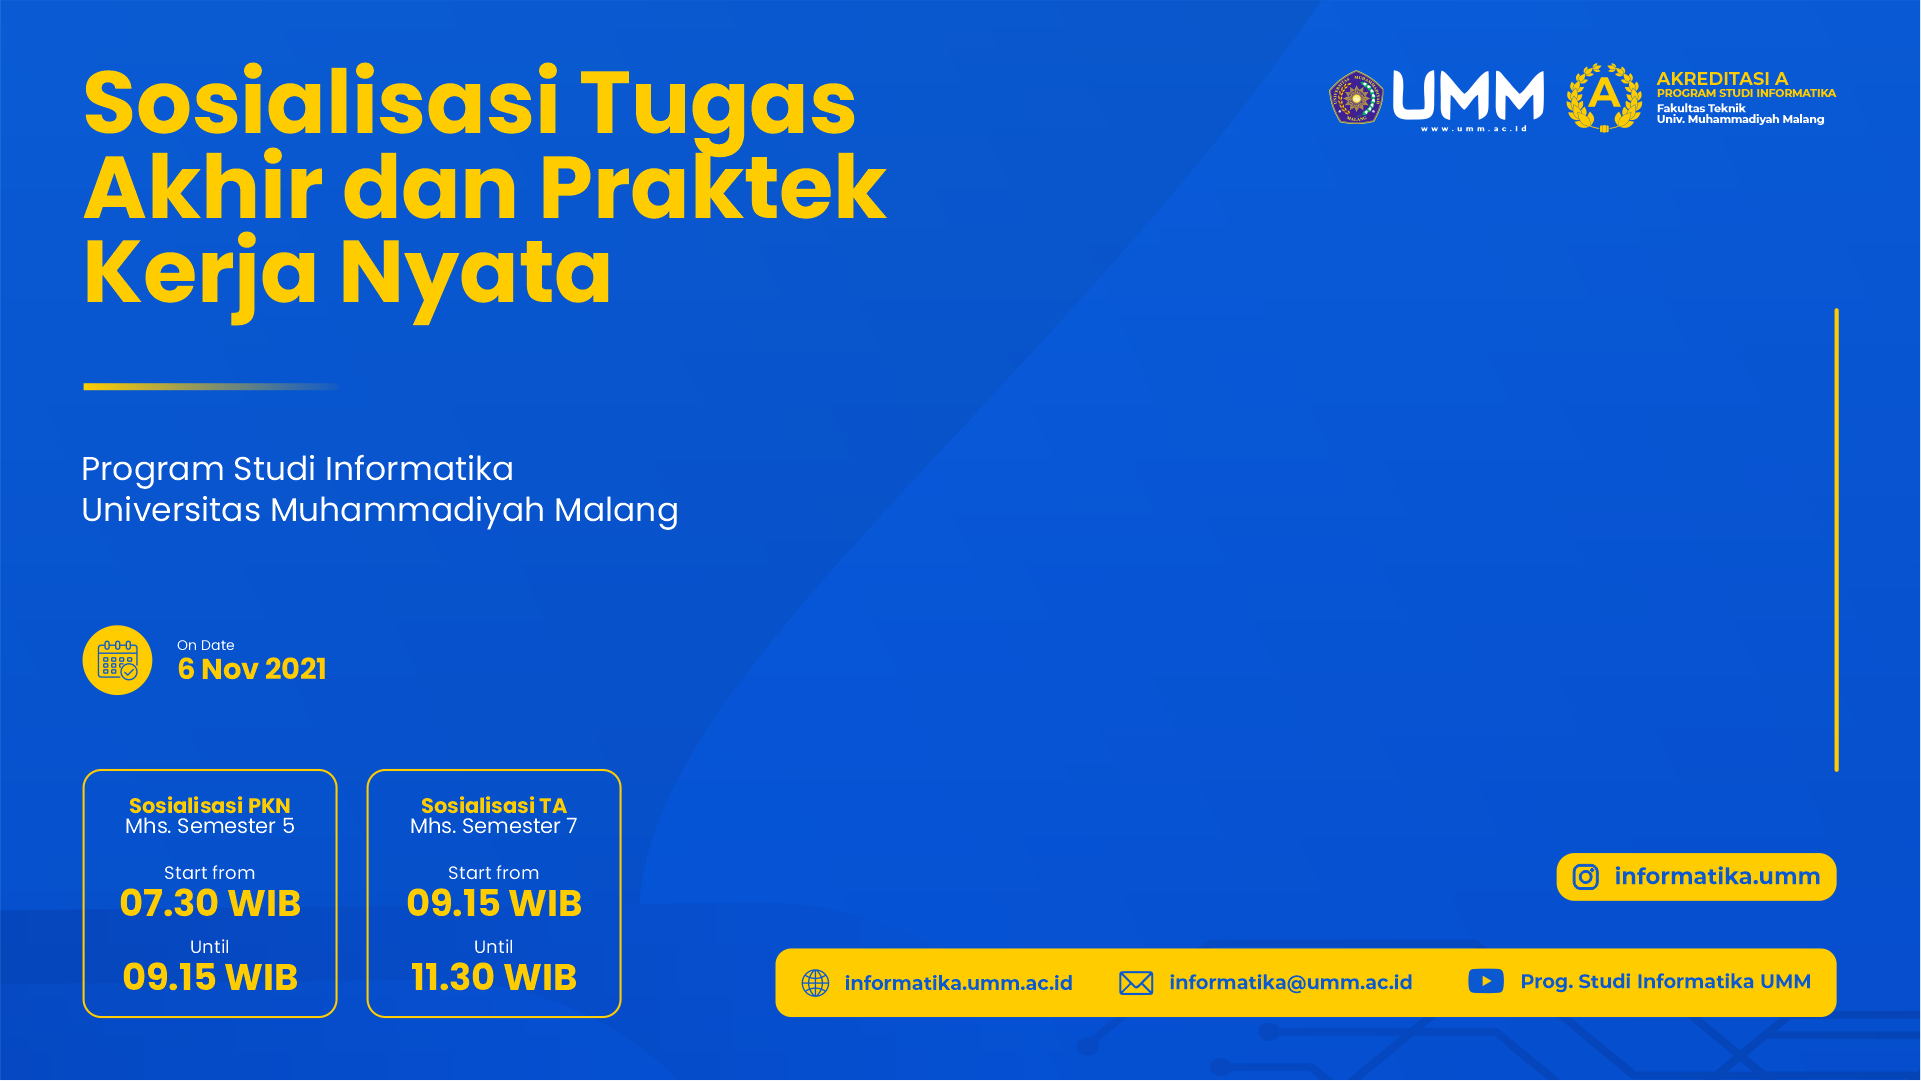 Sosialisasi Tugas
Akhir dan Praktek
Kerja Nyata
UMM
www.umm.ac.id
A
AKREDITASI A
PROGRAM STUDI INFORMATIKA
Fakultas Teknik
Univ. Muhammadiyah Malang
Program Studi Informatika
Universitas Muhammadiyah Malang
On Date
6 Nov 2021
Sosialisasi PKN
Mhs. Semester 5
Start from
07.30 WIB
Until
09.15 WIB
Sosialisasi TA
Mhs. Semester 7
Start from
09.15 WIB
Until
11.30 WIB
informatika.umm
informatika.umm.ac.id
informatika@umm.ac.id
Prog. Studi Informatika UMM